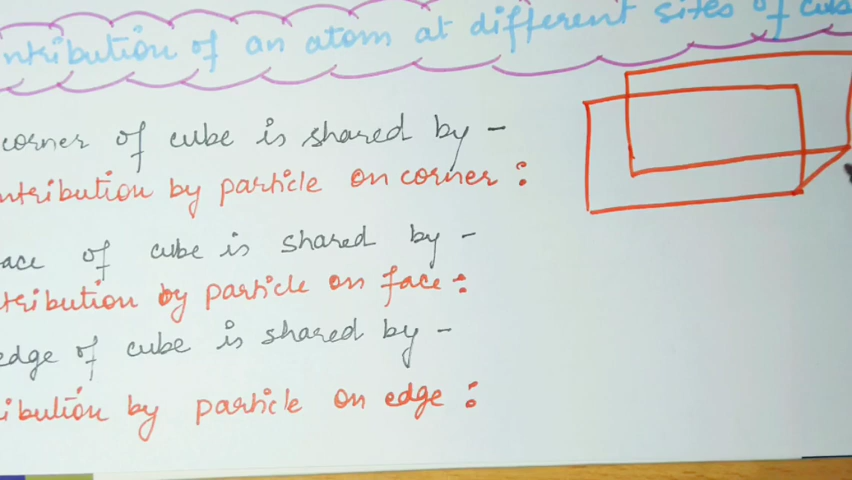 ntribution of an atom at different sites of cub
corner of cube is shared by -
ntribution by particle on corner :
ace of cube is shared by -
tribution by particle on face :
edge of cube is shared by -
ibution by particle on edge :